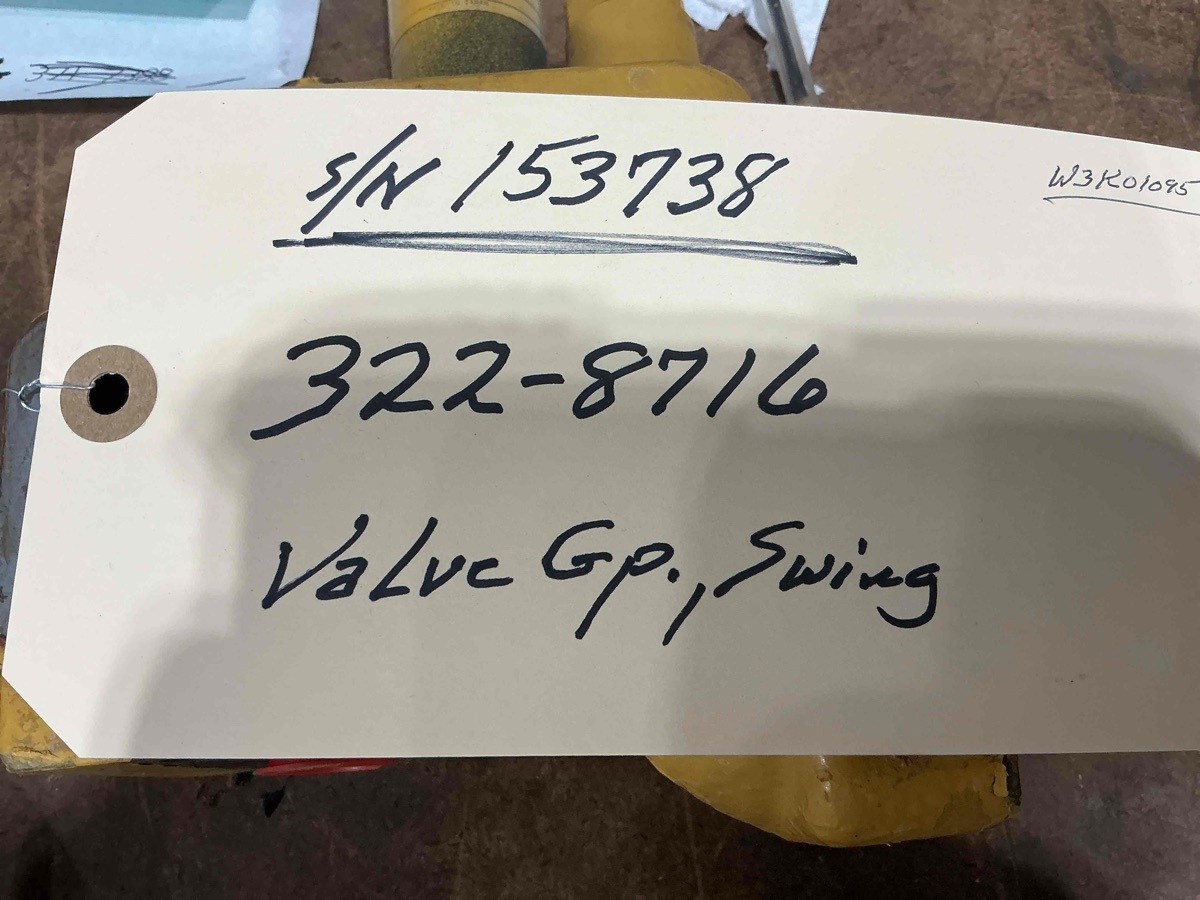 S/N 153738
W3K01095
322-8716
Valve Gp., Swing